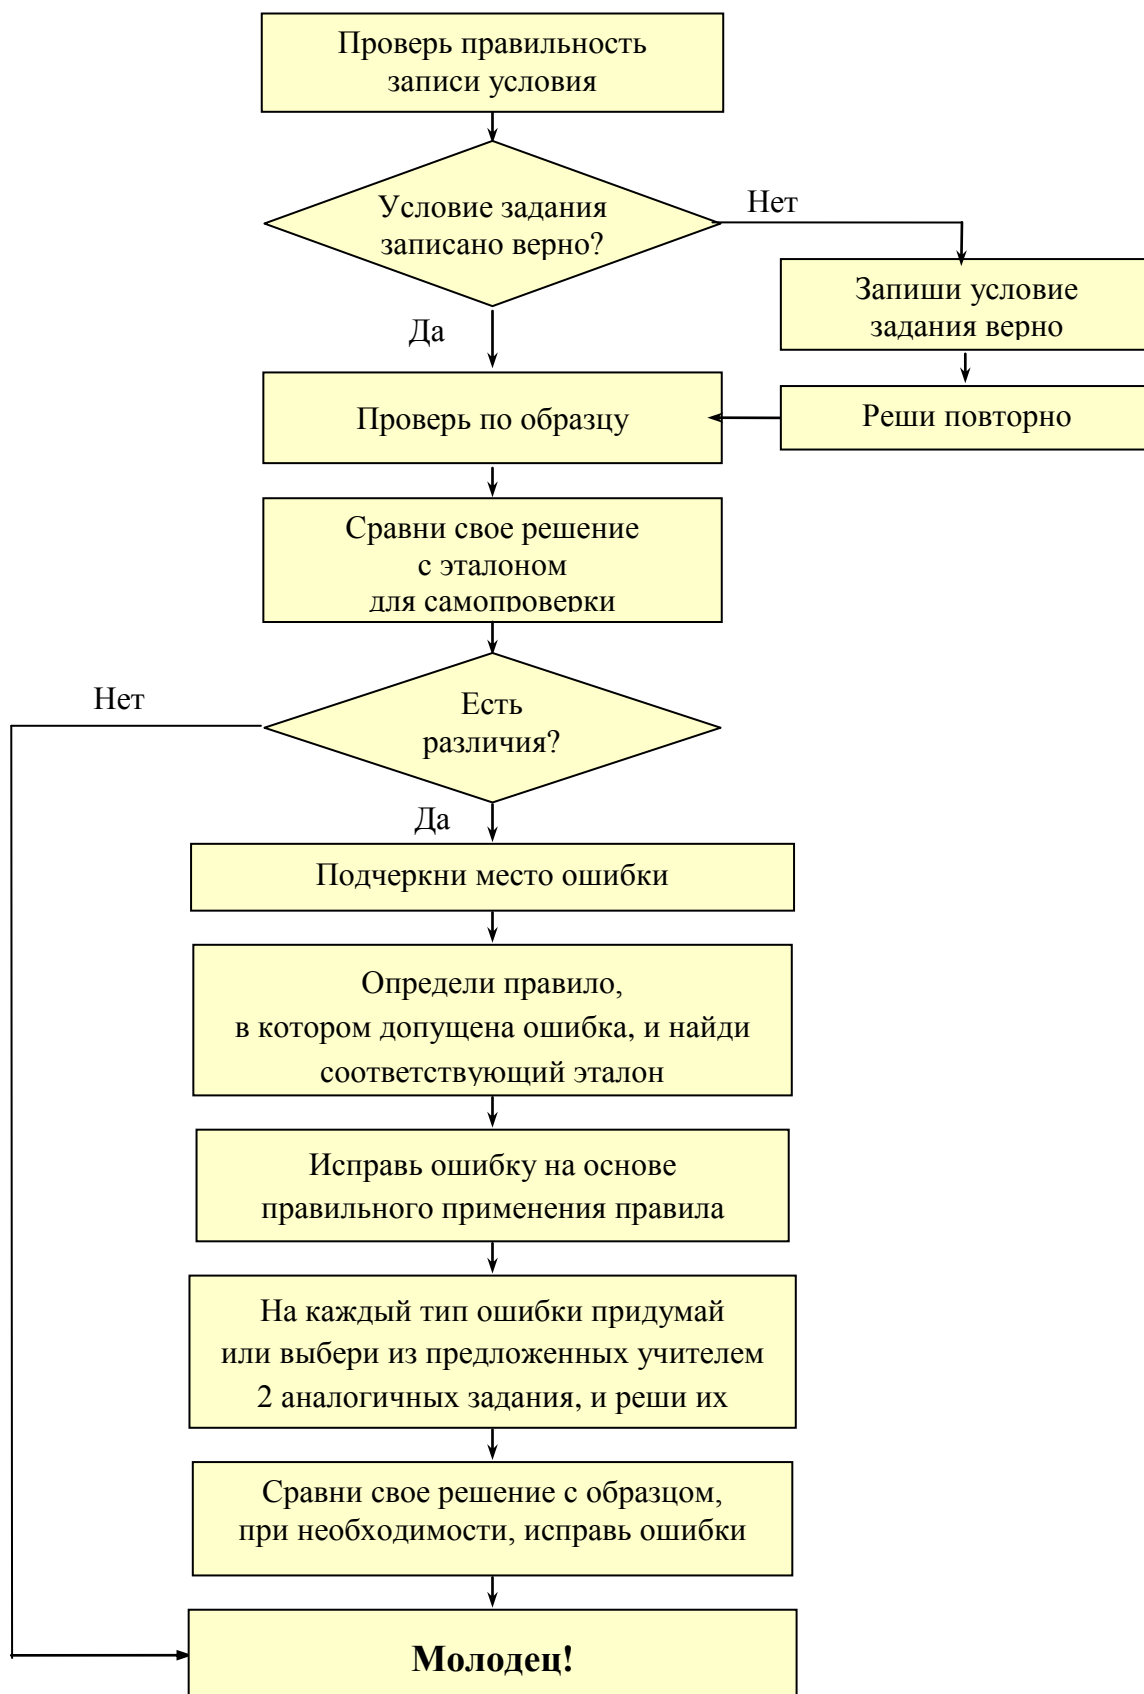 Проверь правильность
записи условия
Условие задания
записано верно?
Нет
Запиши условие
задания верно
Да
Проверь по образцу
Реши повторно
Сравни свое решение
с эталоном
для самопроверки
Нет
Есть
различия?
Да
Подчеркни место ошибки
Определи правило,
в котором допущена ошибка, и найди
соответствующий эталон
Исправь ошибку на основе
правильного применения правила
На каждый тип ошибки придумай
или выбери из предложенных учителем
2 аналогичных задания, и реши их
Сравни свое решение с образцом,
при необходимости, исправь ошибки
Молодец!